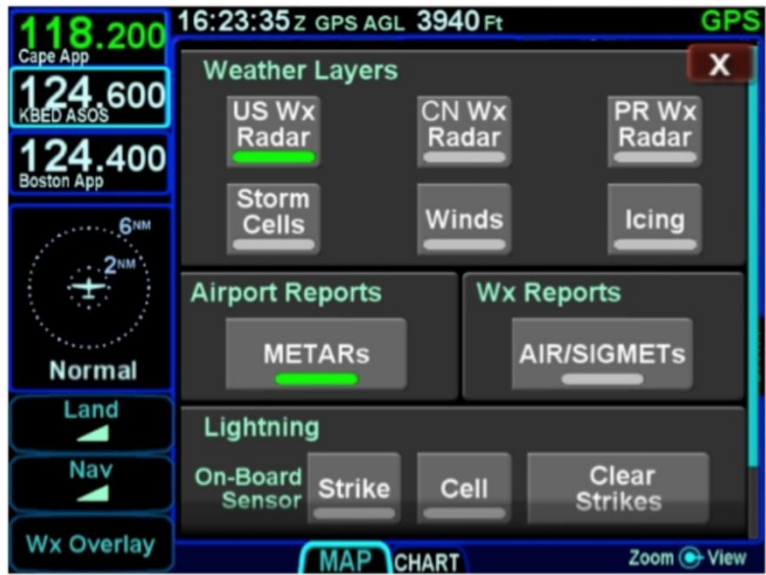 118.200
Cape App
124.600
KBED ASOS
124.400
Boston App
6NM
2NM
Normal
Land
Nav
Wx Overlay
16:23:35 Z GPS AGL 3940 Ft
GPS
Weather Layers
X
US Wx
Radar
CN Wx
Radar
PR Wx
Radar
Storm
Cells
Winds
Icing
Airport Reports
METARs
Wx Reports
AIR/SIGMETs
Lightning
On-Board
Sensor
Strike
Cell
Clear
Strikes
MAP
CHART
Zoom
View